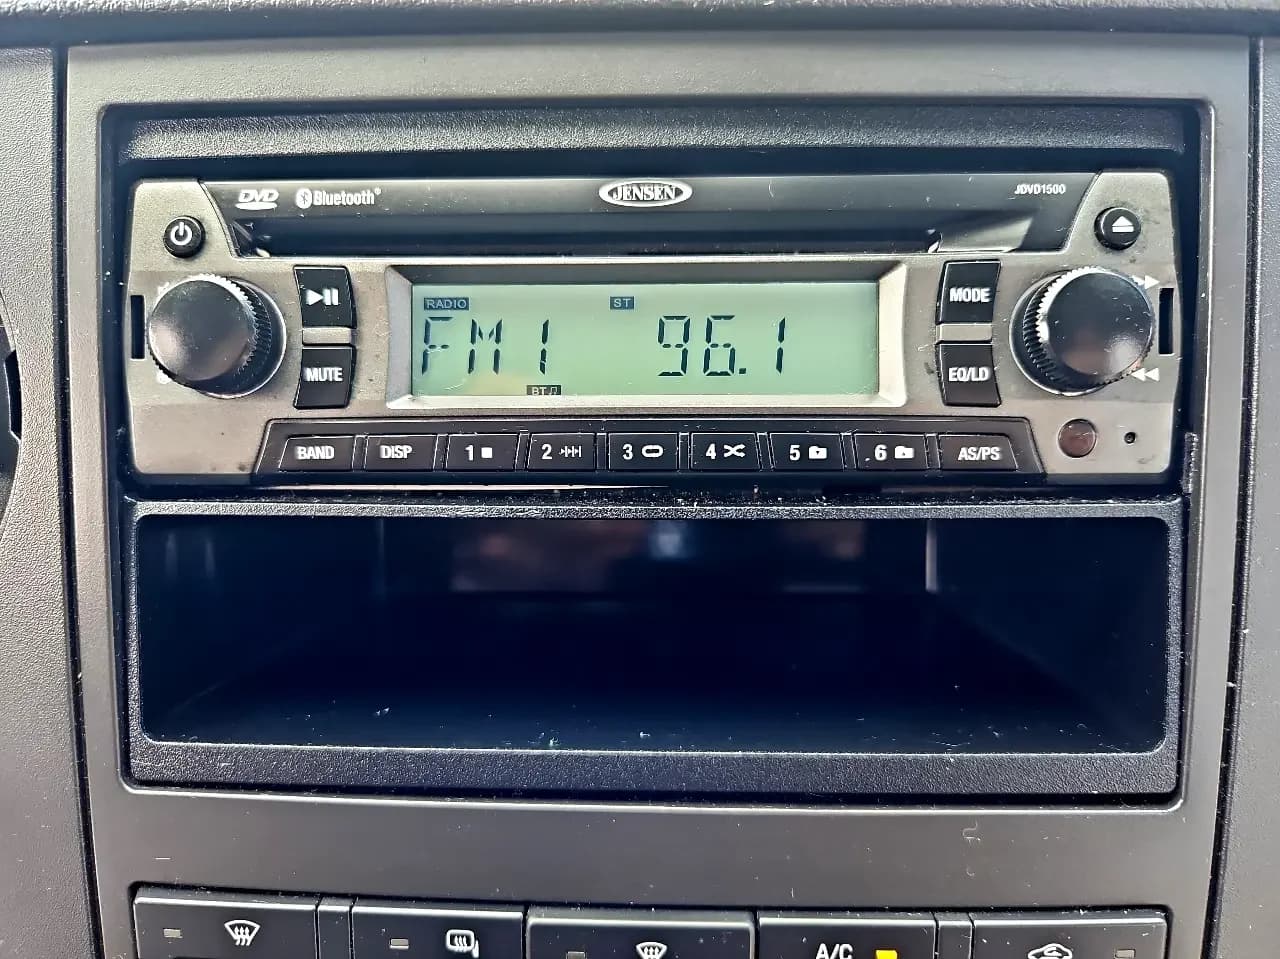 DVD Bluetooth® JENSEN JDVD1500
MODE
MUTE EQ/LD
RADIO ST
FM1 96.1
BT
BAND DISP 1 2 3 4 5 6 AS/PS
A/C